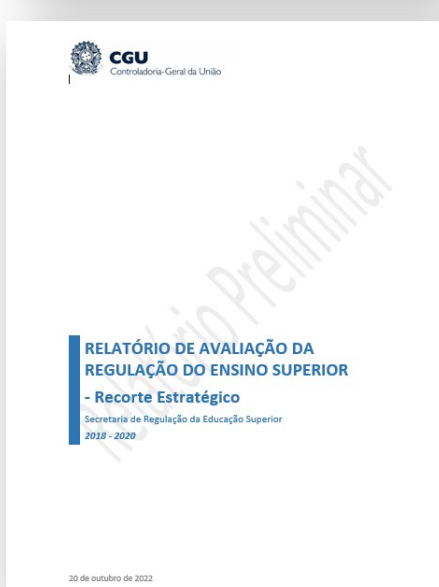 CGU
Controladoria-Geral da União
Relatório Preliminar
RELATÓRIO DE AVALIAÇÃO DA
REGULAÇÃO DO ENSINO SUPERIOR
- Recorte Estratégico
Secretaria de Regulação da Educação Superior
2018 - 2020
20 de outubro de 2022